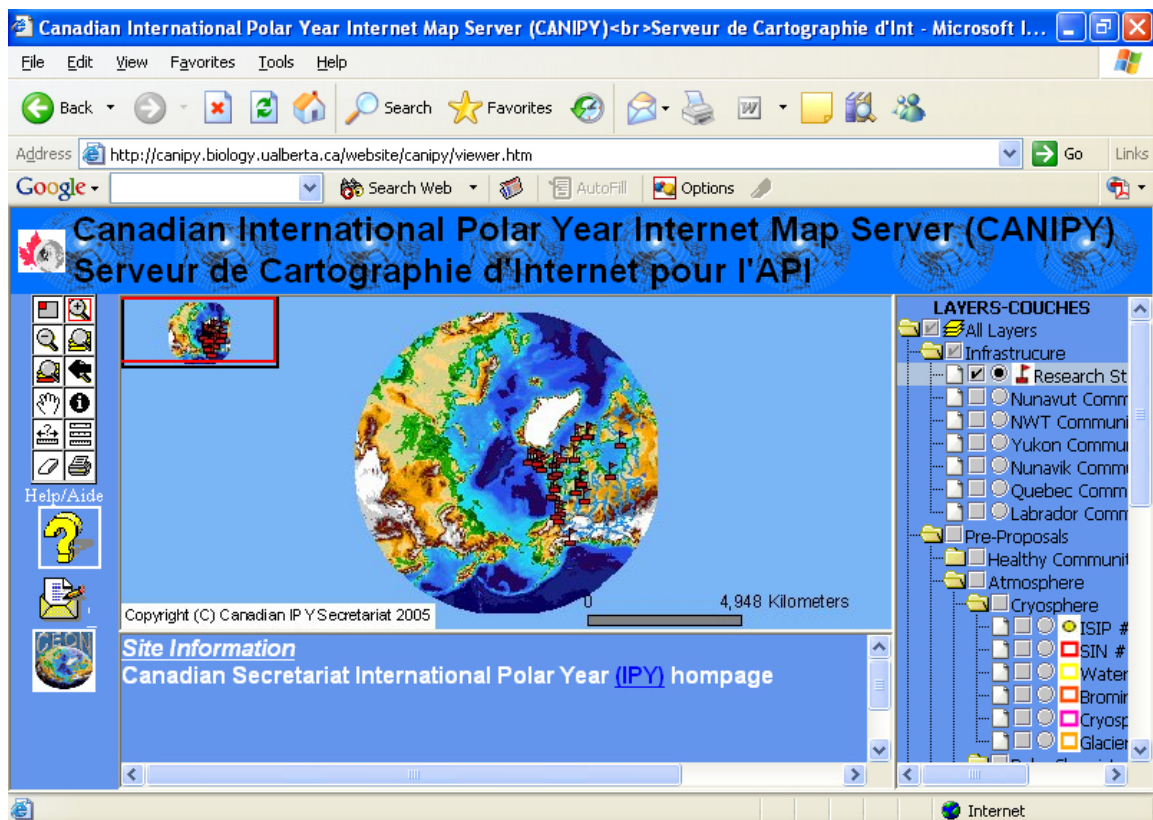 Canadian International Polar Year Internet Map Server (CANIPY)<br>Serveur de Cartographie d'Int - Microsoft I...
File Edit View Favorites Tools Help
Back Search Favorites
Address http://canipy.biology.ualberta.ca/website/canipy/viewer.htm Go Links
Google Search Web AutoFill Options
Canadian International Polar Year Internet Map Server (CANIPY)
Serveur de Cartographie d'Internet pour l'API
LAYERS-COUCHES
All Layers
Infrastrucure
Research St
Nunavut Comm
NWT Communi
Yukon Commu
Nunavik Commu
Quebec Comm
Labrador Comm
Pre-Proposals
Healthy Communit
Atmosphere
Cryosphere
ISIP #
SIN #
Water
Bromin
Cryosp
Glacier
Help/Aide
CEON
0 4,948 Kilometers
Copyright (C) Canadian IPY Secretariat 2005
Site Information
Canadian Secretariat International Polar Year (IPY) hompage
Internet